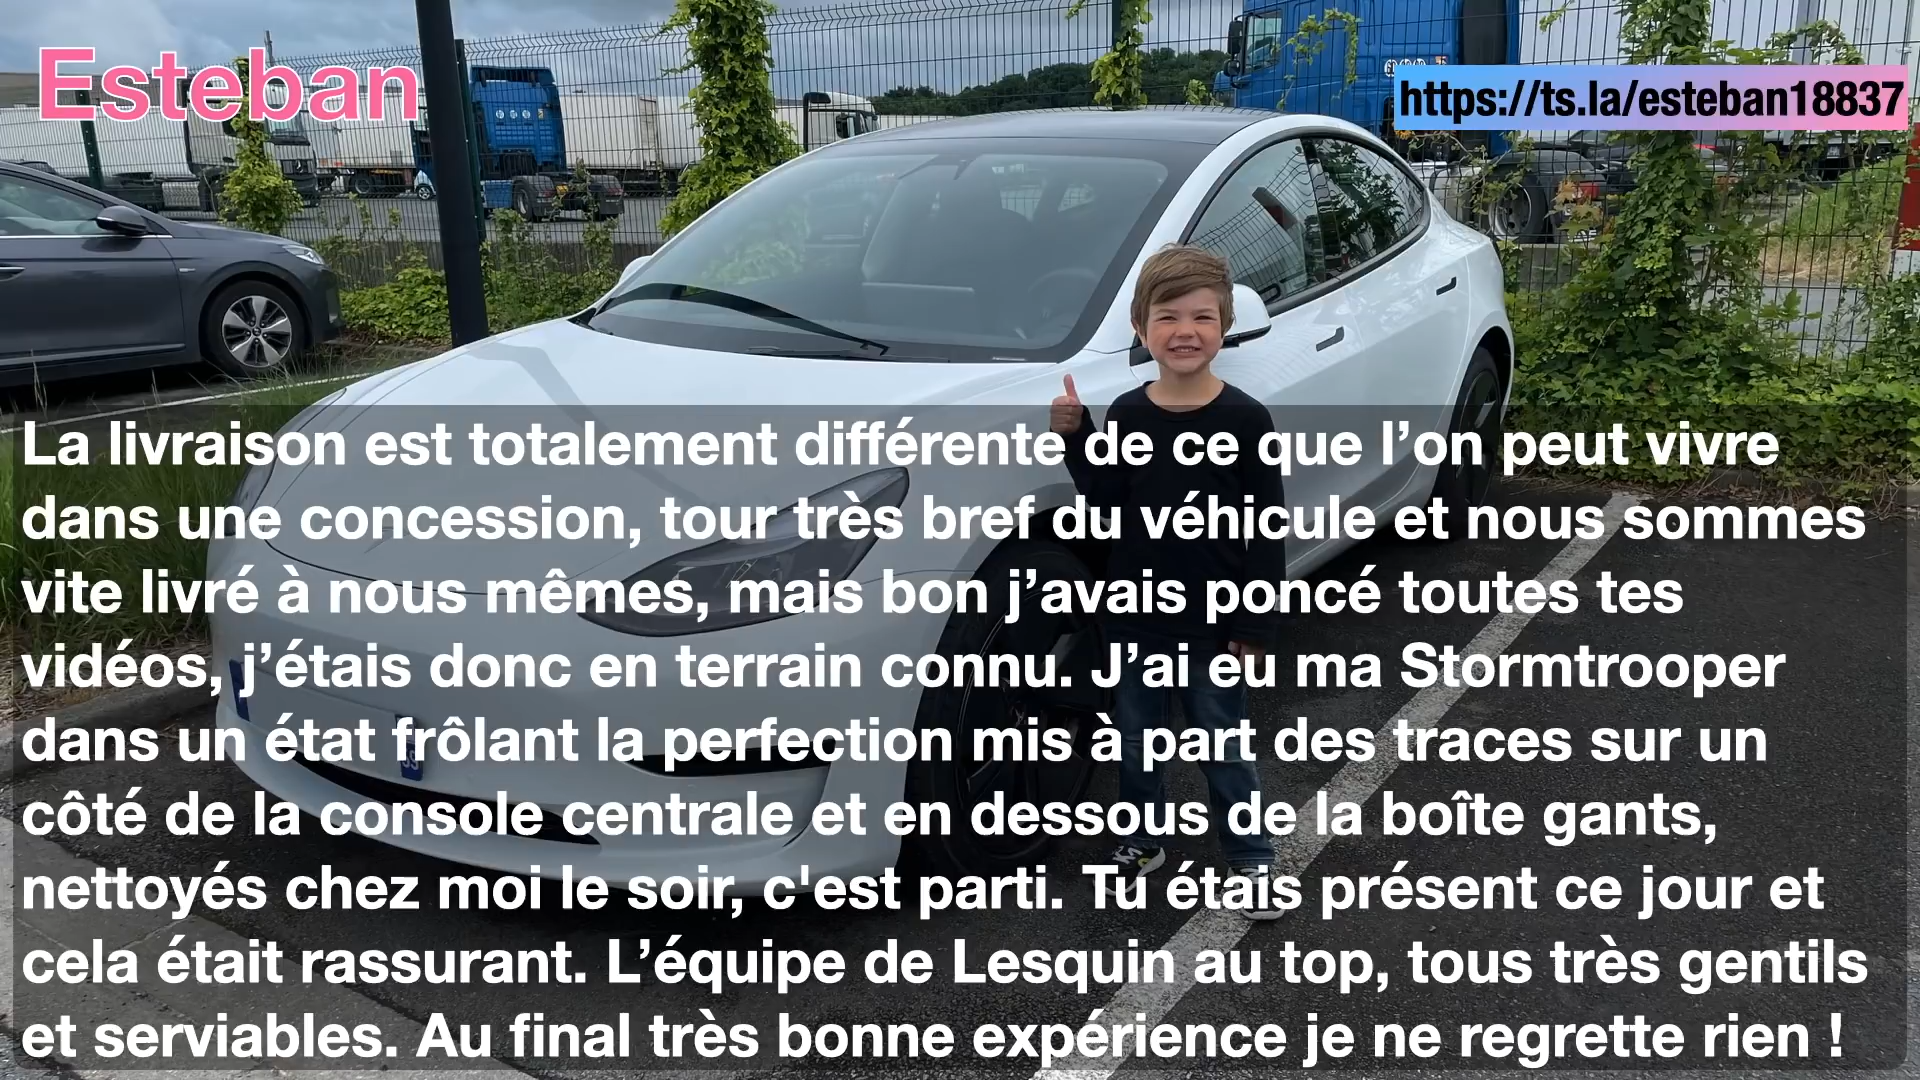 Esteban
https://ts.la/esteban18837
La livraison est totalement différente de ce que l’on peut vivre
dans une concession, tour très bref du véhicule et nous sommes
vite livré à nous mêmes, mais bon j’avais poncé toutes tes
vidéos, j’étais donc en terrain connu. J’ai eu ma Stormtrooper
dans un état frôlant la perfection mis à part des traces sur un
côté de la console centrale et en dessous de la boîte gants,
nettoyés chez moi le soir, c'est parti. Tu étais présent ce jour et
cela était rassurant. L’équipe de Lesquin au top, tous très gentils
et serviables. Au final très bonne expérience je ne regrette rien !